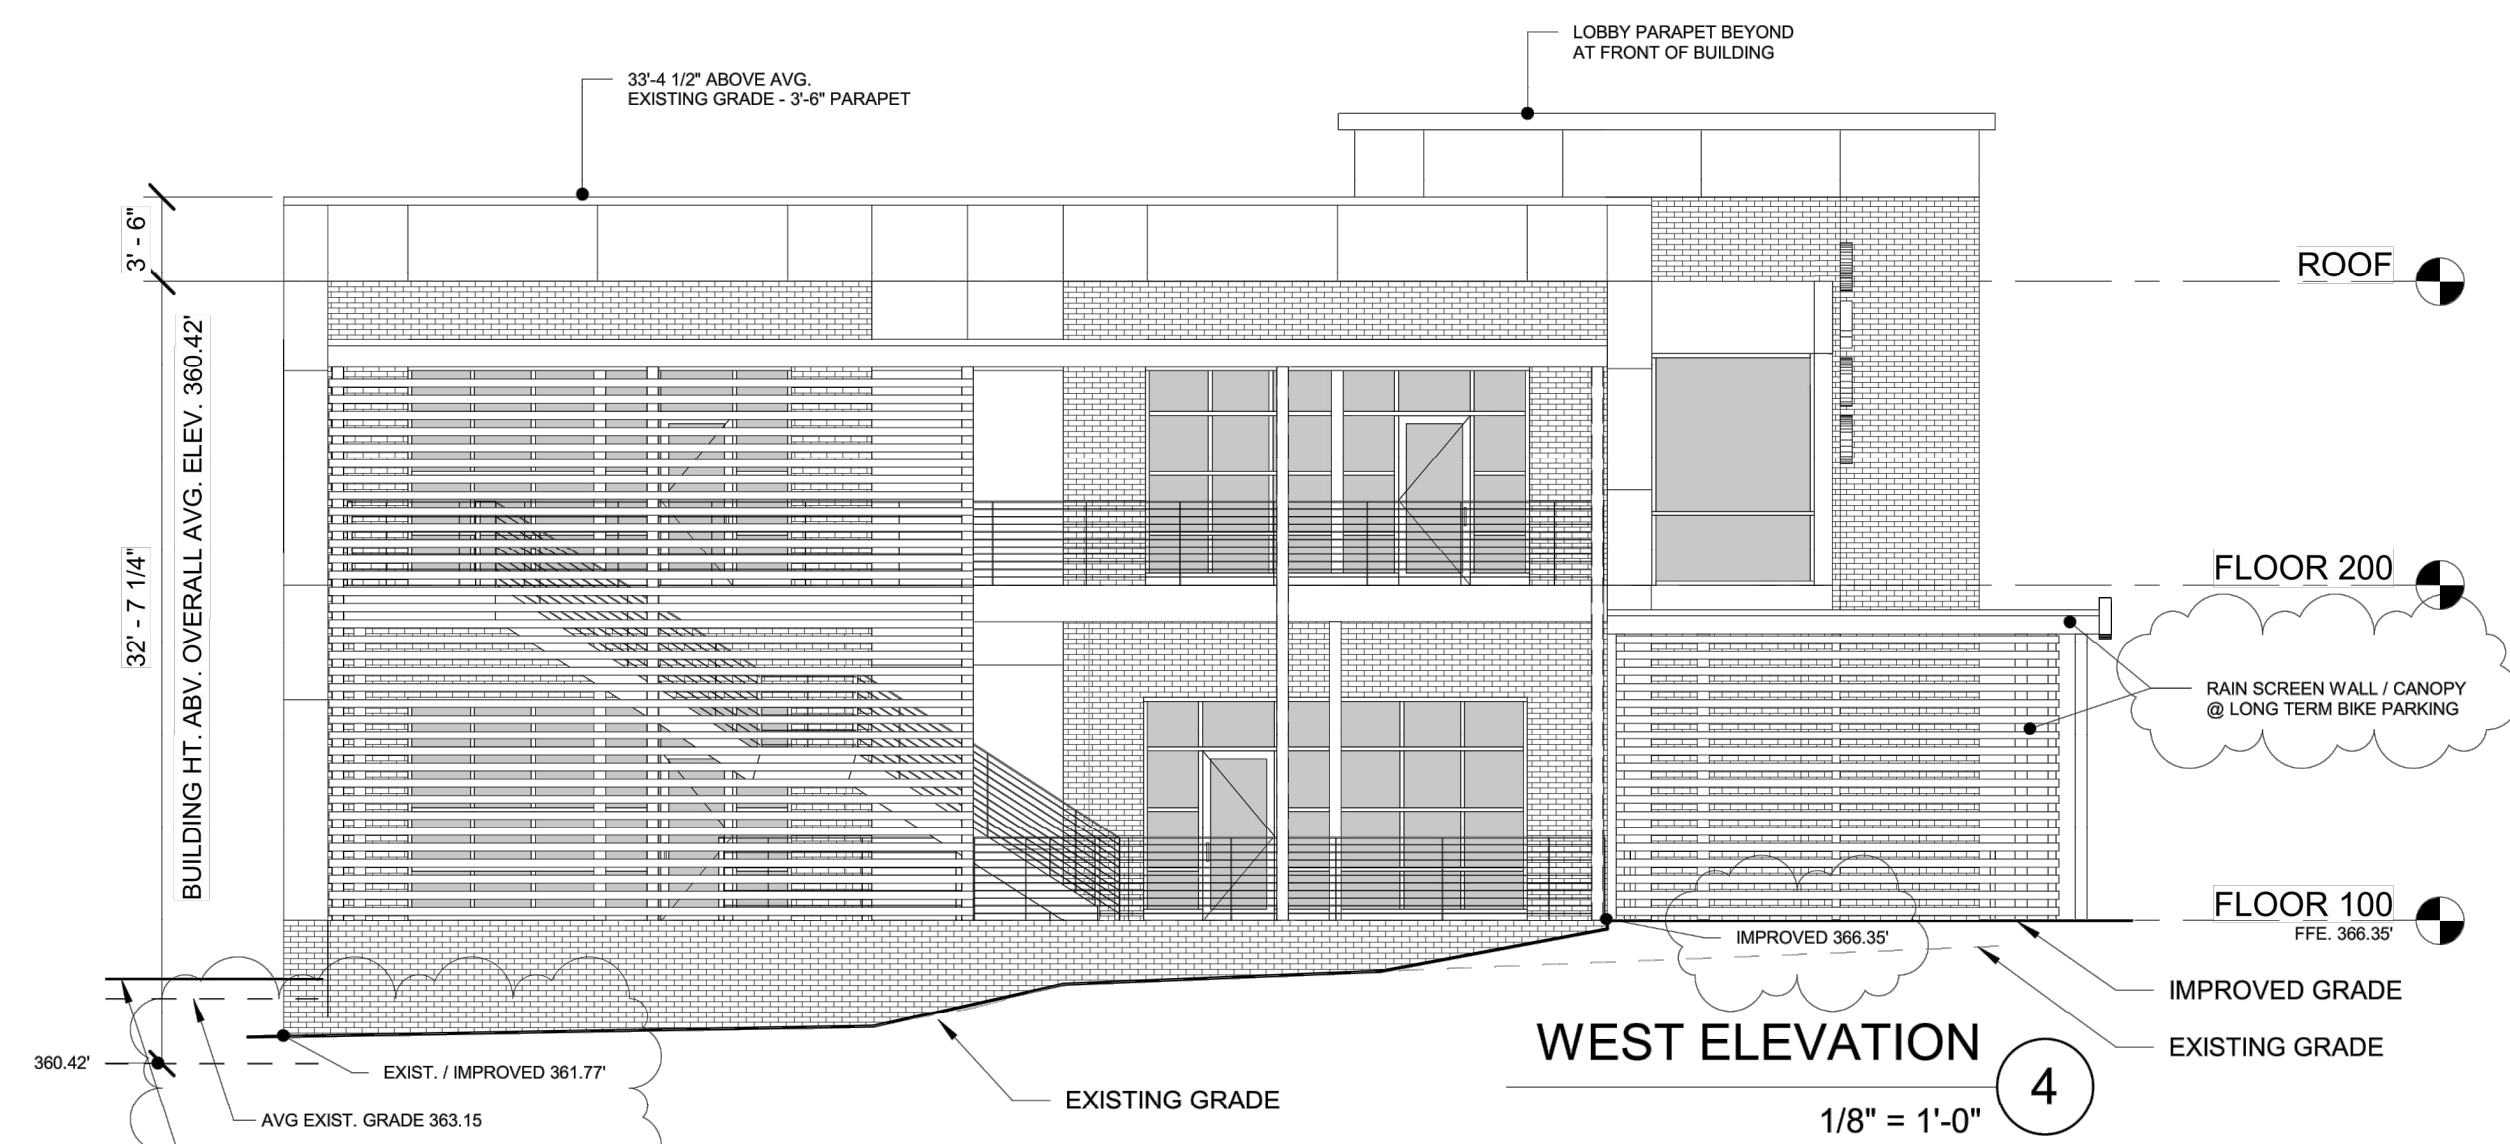 LOBBY PARAPET BEYOND
AT FRONT OF BUILDING
33'-4 1/2" ABOVE AVG.
EXISTING GRADE - 3'-6" PARAPET
3' - 6"
ROOF
BUILDING HT. ABV. OVERALL AVG. ELEV. 360.42'
32' - 7 1/4"
FLOOR 200
RAIN SCREEN WALL / CANOPY
@ LONG TERM BIKE PARKING
FLOOR 100
FFE. 366.35'
IMPROVED 366.35'
IMPROVED GRADE
EXISTING GRADE
WEST ELEVATION
4
1/8" = 1'-0"
360.42'
EXIST. / IMPROVED 361.77'
EXISTING GRADE
AVG EXIST. GRADE 363.15